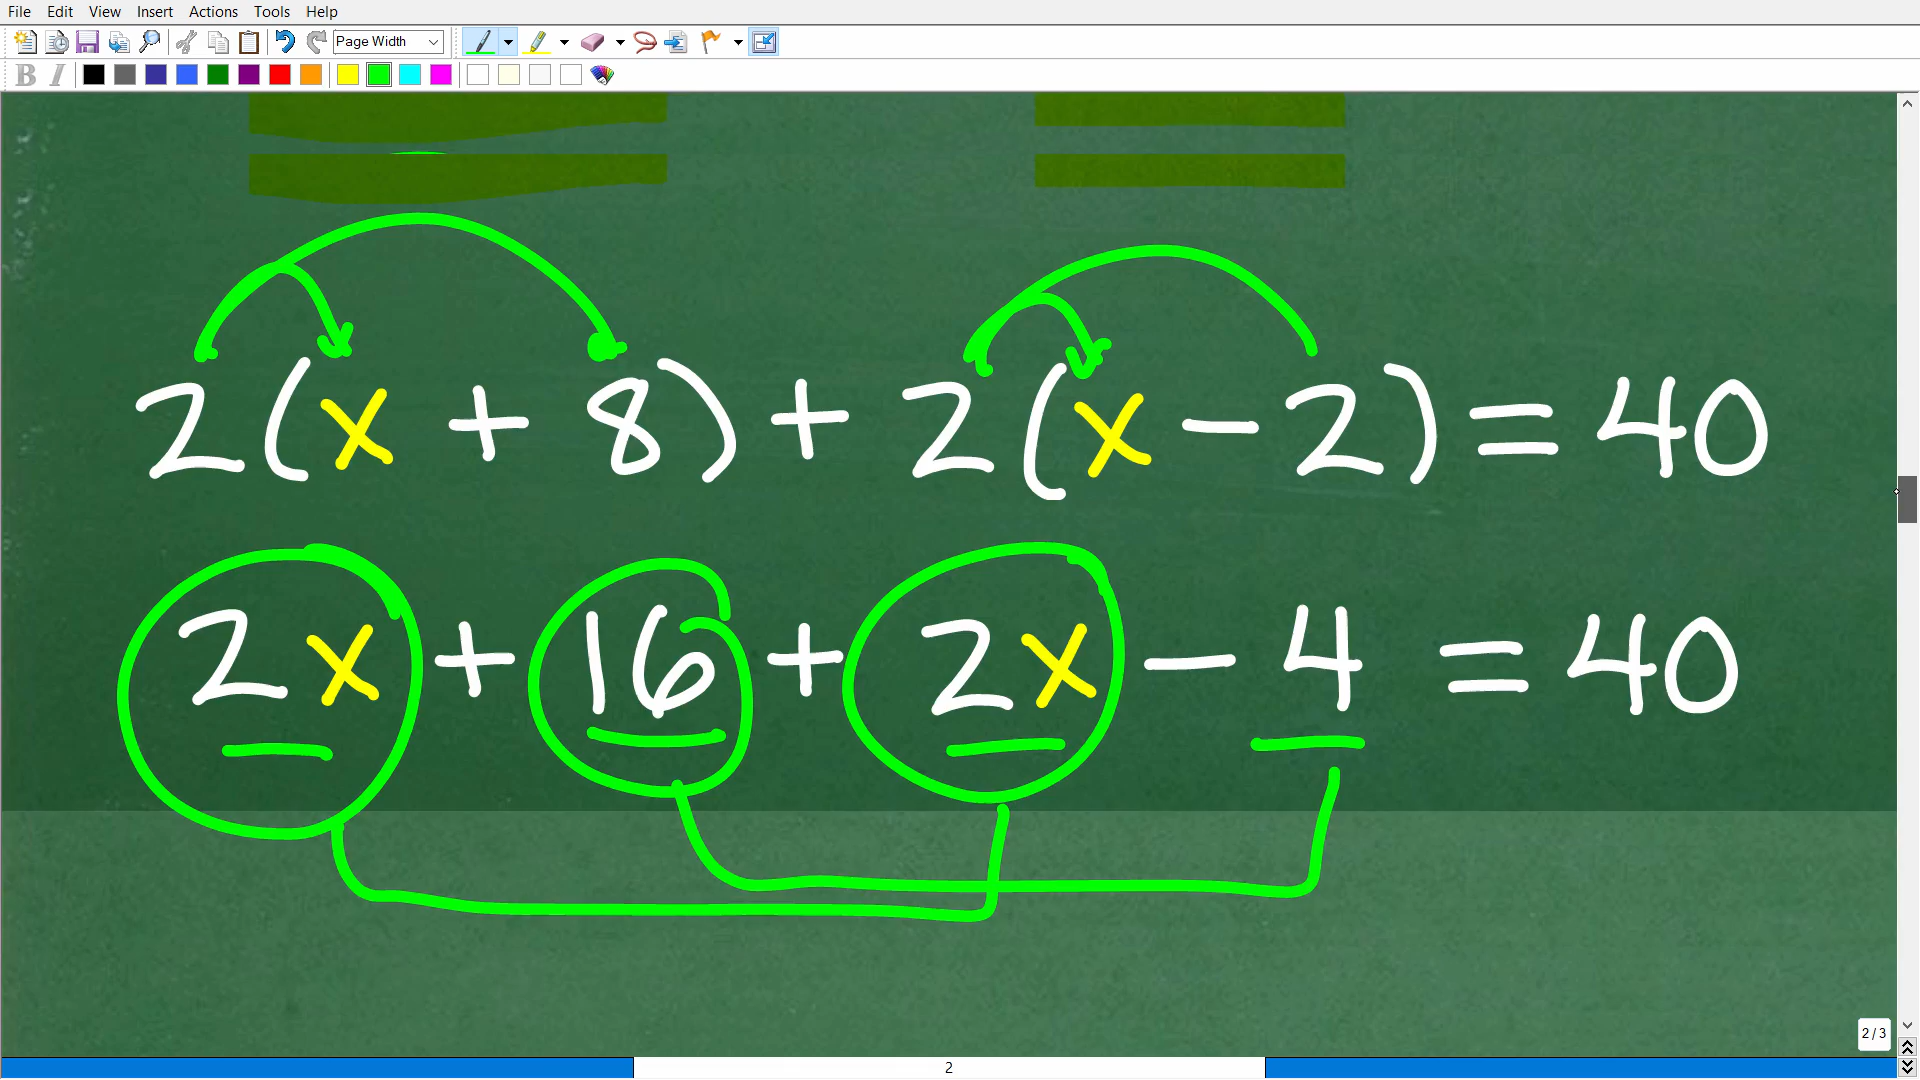 File Edit View Insert Actions Tools Help
Page Width
B I
2(x + 8) + 2(x - 2) = 40
2x + 16 + 2x - 4 = 40
2 / 3
2